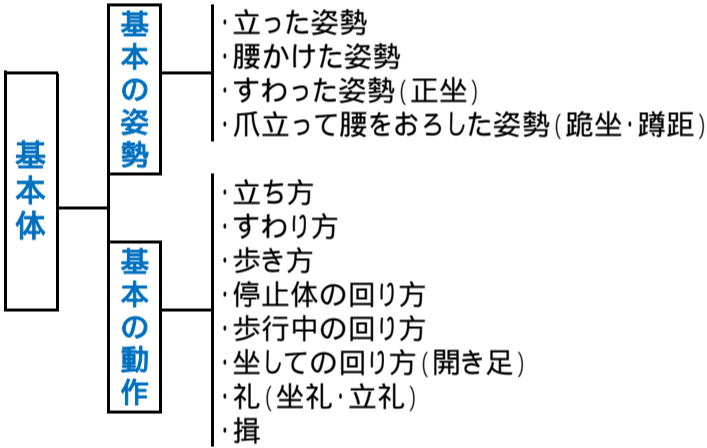 基本体
基本の姿勢
・立った姿勢
・腰かけた姿勢
・すわった姿勢(正坐)
・爪立って腰をおろした姿勢(跪坐・蹲距)
基本の動作
・立ち方
・すわり方
・歩き方
・停止体の回り方
・歩行中の回り方
・坐しての回り方(開き足)
・礼(坐礼・立礼)
・揖